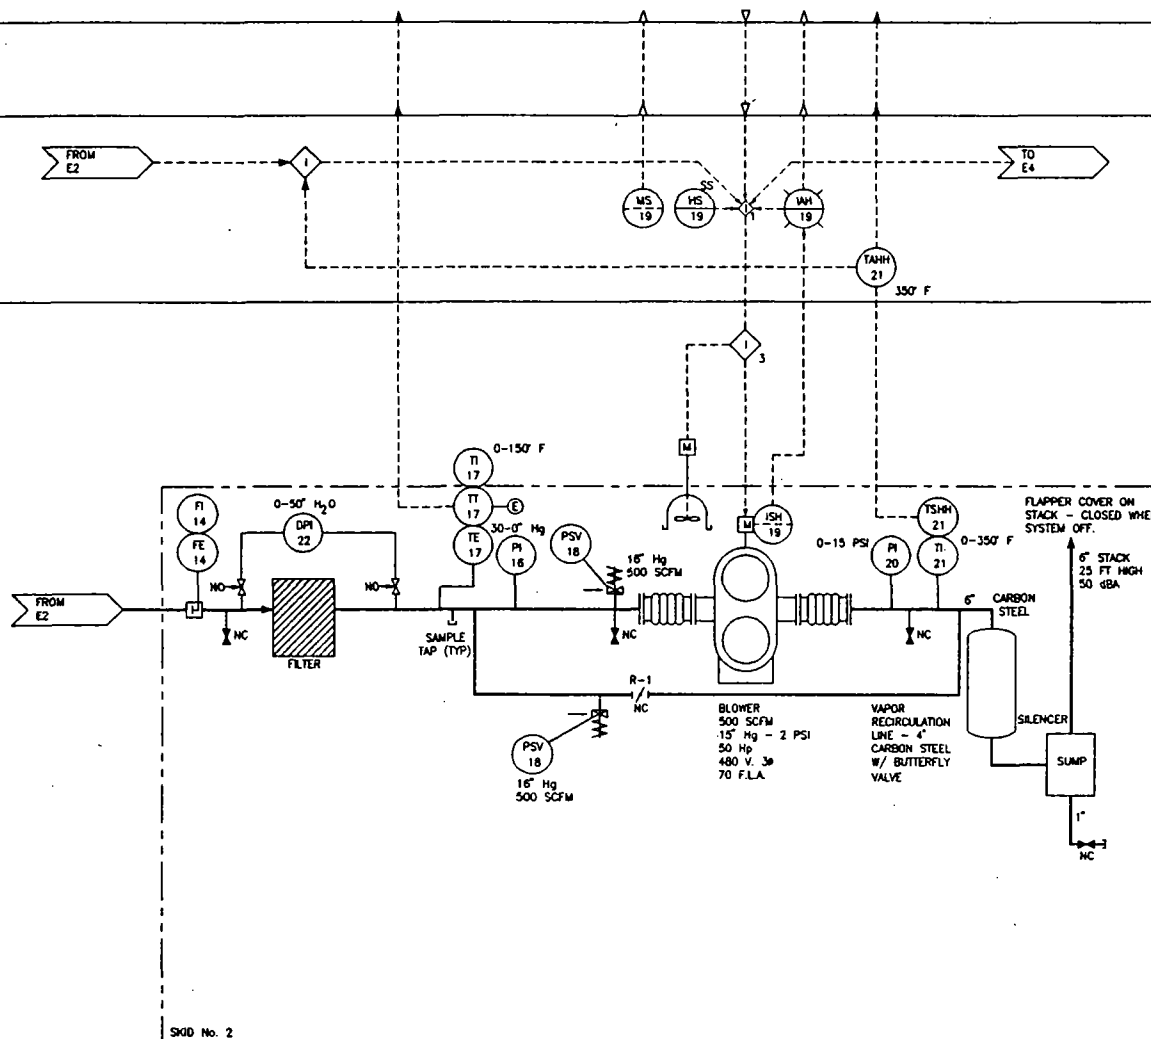 FROM
E2
I
SS
MS
19
HS
19
I
1
IAH
19
TO
E4
TAHH
21
350° F
I
3
M
TI
17
0-150° F
TT
17
E
TE
17
30-0" Hg
PI
16
FI
14
FE
14
0-50" H2O
DPI
22
NO
NO
FROM
E2
NC
FILTER
SAMPLE
TAP (TYP)
PSV
18
16" Hg
500 SCFM
NC
M
ISH
19
0-15 PSI
PI
20
TSHH
21
TI
21
0-350° F
NC
6"
CARBON
STEEL
FLAPPER COVER ON
STACK - CLOSED WHE
SYSTEM OFF.
6" STACK
25 FT HIGH
50 dBA
R-1
NC
PSV
18
16" Hg
500 SCFM
BLOWER
500 SCFM
15" Hg - 2 PSI
50 Hp
480 V. 3ø
70 F.L.A.
VAPOR
RECIRCULATION
LINE - 4"
CARBON STEEL
W/ BUTTERFLY
VALVE
SILENCER
SUMP
1"
NC
SKID No. 2